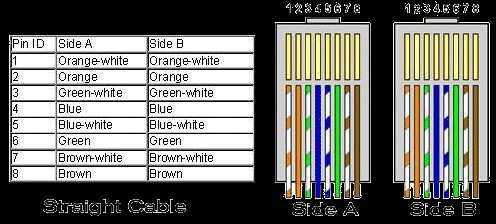 Pin ID Side A Side B
1 Orange-white Orange-white
2 Orange Orange
3 Green-white Green-white
4 Blue Blue
5 Blue-white Blue-white
6 Green Green
7 Brown-white Brown-white
8 Brown Brown
Straight Cable
12345678
Side A
12345678
Side B